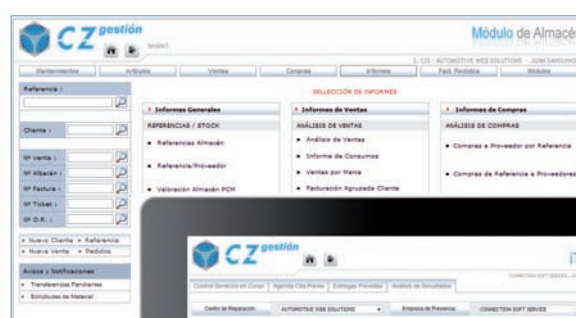 CZ gestión
Módulo de Almacé
Mantenimientos Artículos Ventas Compras Informes Fact. Periódica Módulos
Referencia :
Cliente :
Nº Venta :
Nº Albarán :
Nº Factura :
Nº Ticket :
Nº O.R. :
Nuevo Cliente Referencia
Nueva Venta Pedidos
Avisos y Notificaciones
Transferencias Pendientes
Solicitudes de Material
SELLECCIÓN DE INFORMES
Informes Generales
REFERENCIAS / STOCK
Referencias Almacén
Referencia/Proveedor
Valoración Almacén PCM
Informes de Ventas
ANÁLISIS DE VENTAS
Análisis de Ventas
Informe de Consumos
Ventas por Marca
Facturación Agrupada Cliente
Informes de Compras
ANÁLISIS DE COMPRAS
Compras a Proveedor por Referencia
Compras de Referencia a Proveedores
CZ gestión
Control Servicios en Curso Agenda Cita Previa Entregas Previstas Análisis de Resultados
Centro de Reparación: AUTOMOTIVE WEB SOLUTIONS Empresa de Presencia: CONNECTION SOFT SERVICE